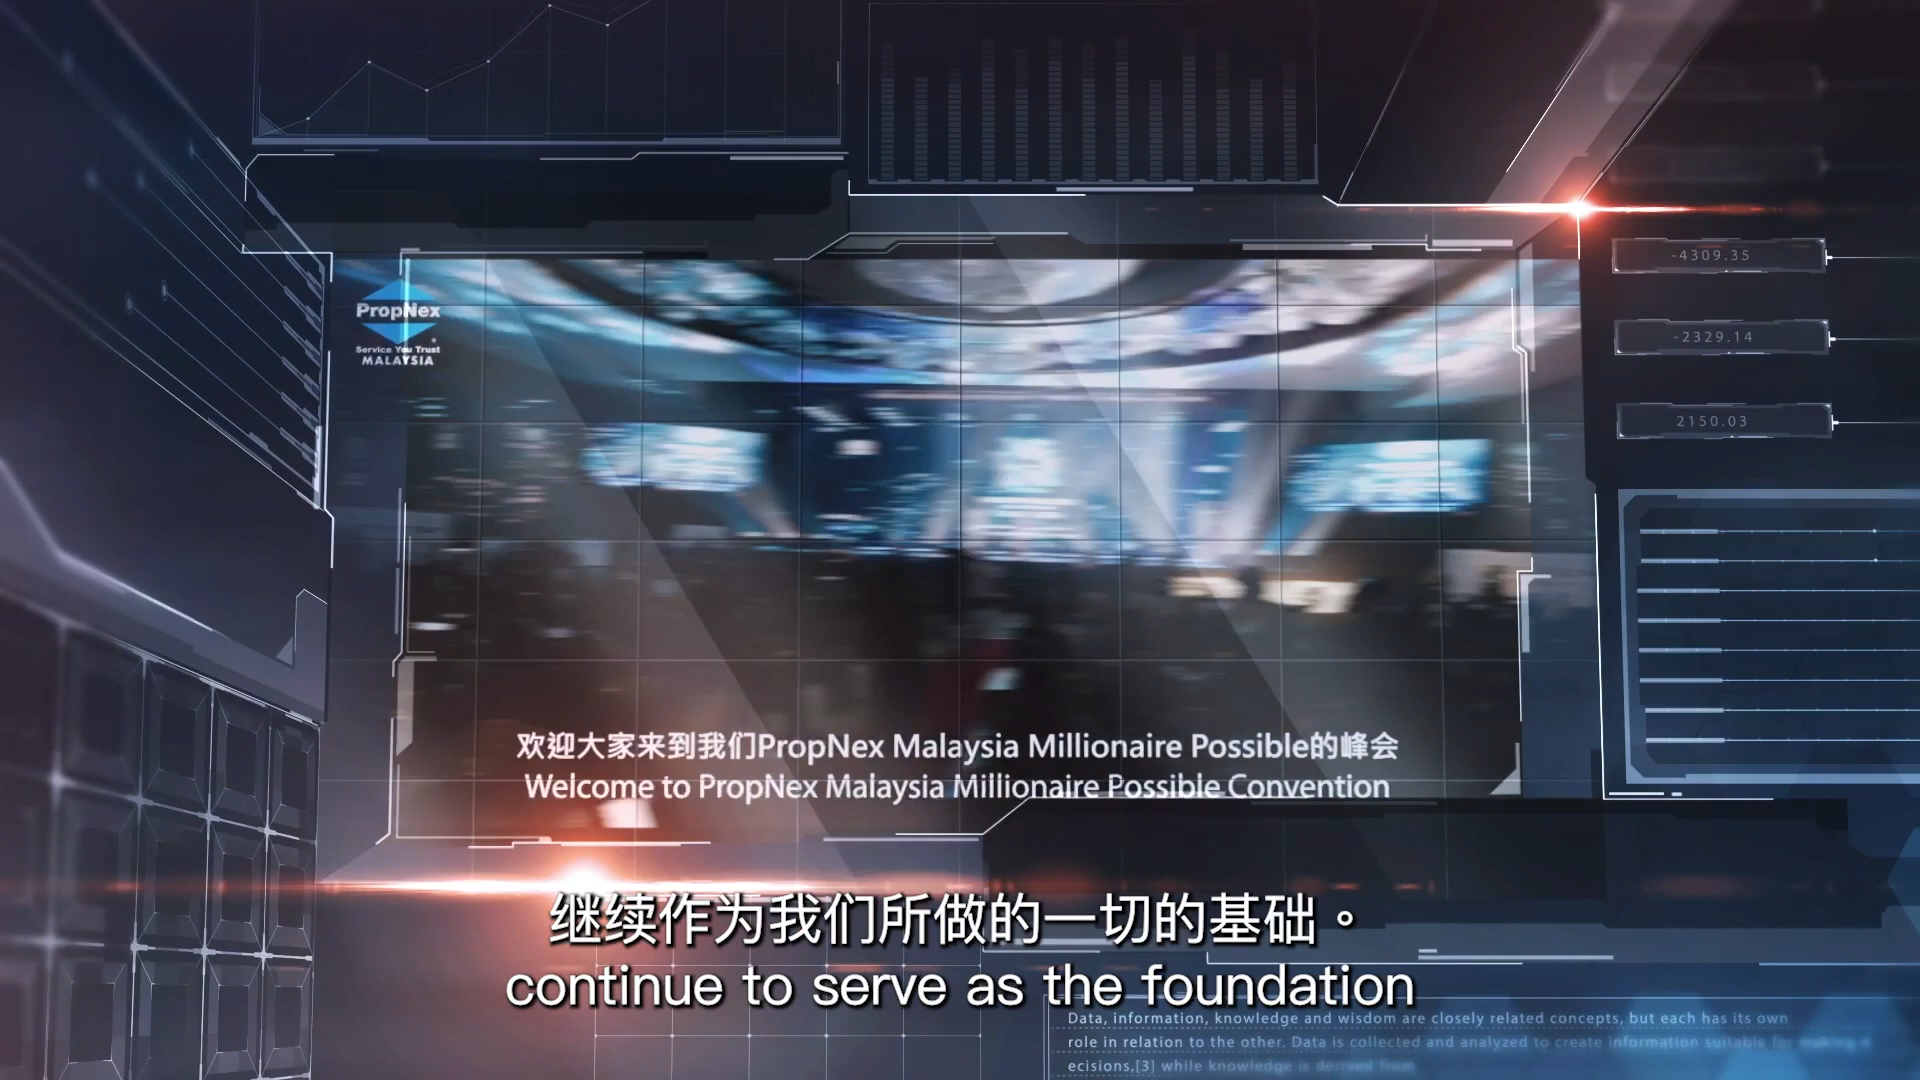 PropNex
Service You Trust
MALAYSIA
-4309.35
-2329.14
2150.03
欢迎大家来到我们PropNex Malaysia Millionaire Possible的峰会
Welcome to PropNex Malaysia Millionaire Possible Convention
继续作为我们所做的一切的基础。
continue to serve as the foundation
Data, information, knowledge and wisdom are closely related concepts, but each has its own
role in relation to the other. Data is collected and analyzed to create information suitable for making d
ecisions,[3] while knowledge is derived from